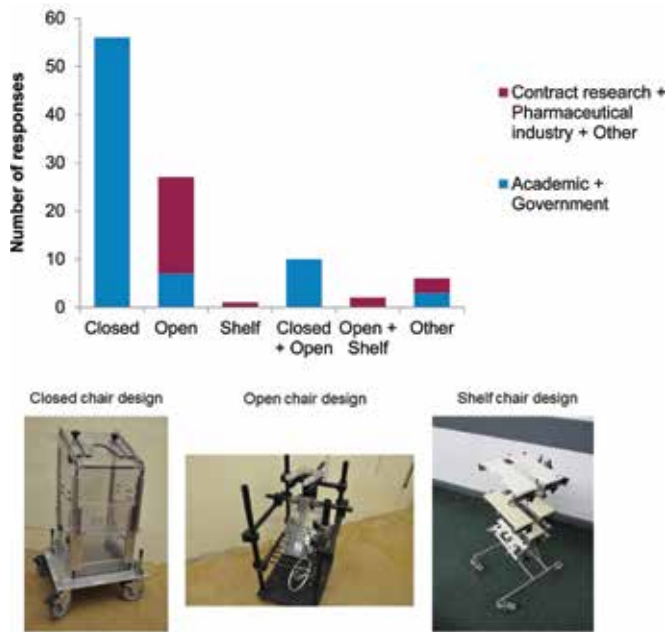 60
50
40
30
20
10
0
Number of responses
Closed
Open
Shelf
Closed
+ Open
Open +
Shelf
Other
Contract research +
Pharmaceutical
industry + Other
Academic +
Government
Closed chair design
Open chair design
Shelf chair design